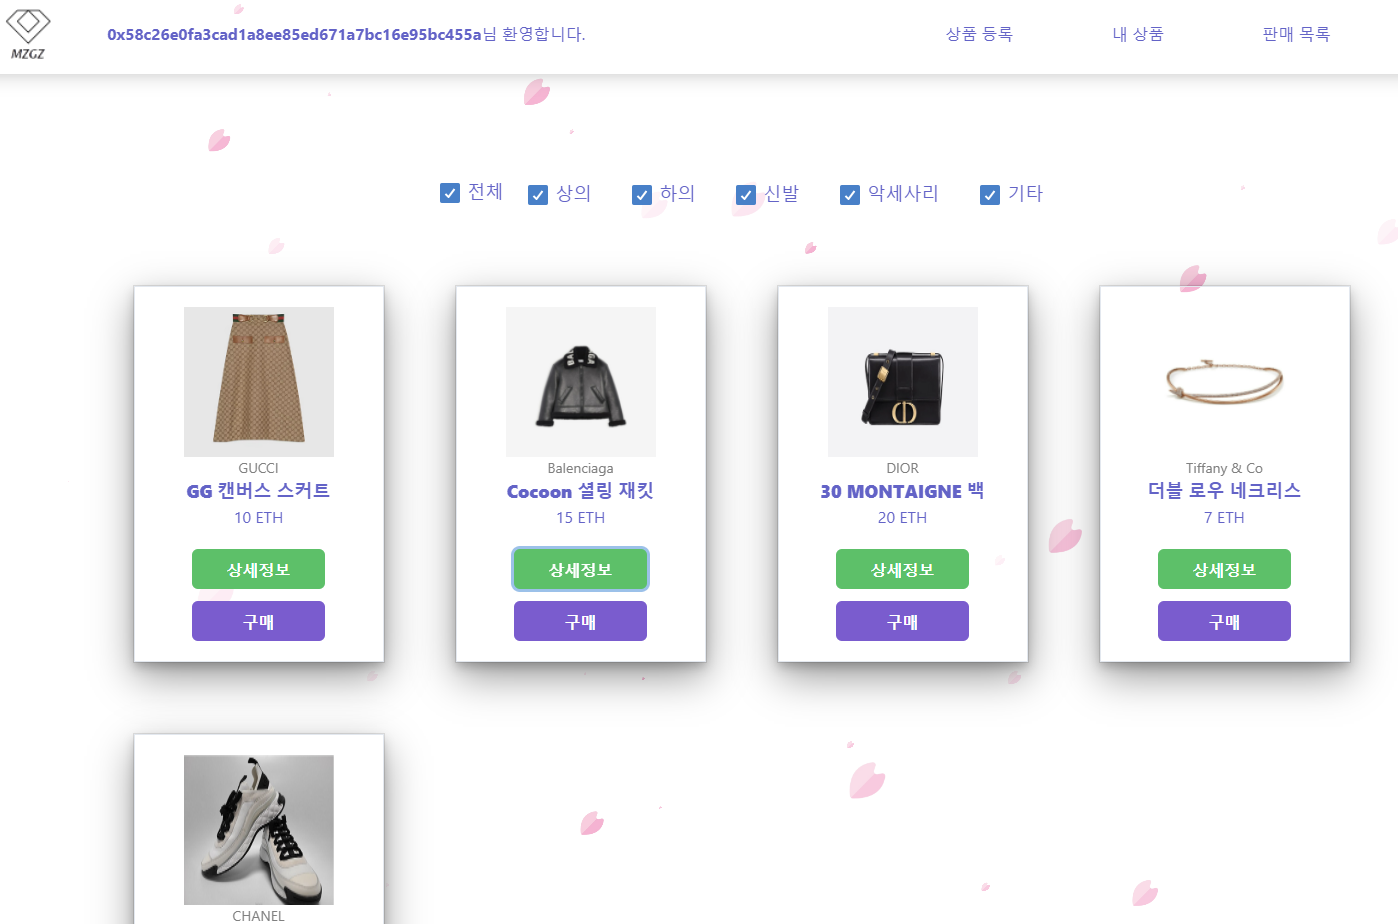 MZGZ
0x58c26e0fa3cad1a8ee85ed671a7bc16e95bc455a님 환영합니다.
상품 등록
내 상품
판매 목록
전체
상의
하의
신발
악세사리
기타
GUCCI
GG 캔버스 스커트
10 ETH
상세정보
구매
Balenciaga
Cocoon 셜링 재킷
15 ETH
상세정보
구매
DIOR
30 MONTAIGNE 백
20 ETH
상세정보
구매
Tiffany & Co
더블 로우 네크리스
7 ETH
상세정보
구매
CHANEL